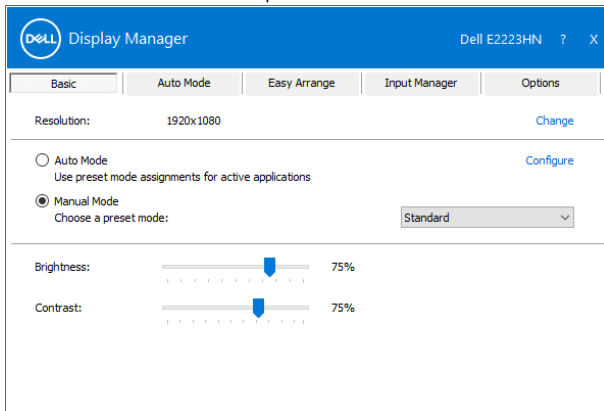 DELL Display Manager Dell E2223HN ? X
Basic Auto Mode Easy Arrange Input Manager Options
Resolution: 1920x1080 Change
Auto Mode Configure
Use preset mode assignments for active applications
Manual Mode
Choose a preset mode: Standard
Brightness: 75%
Contrast: 75%